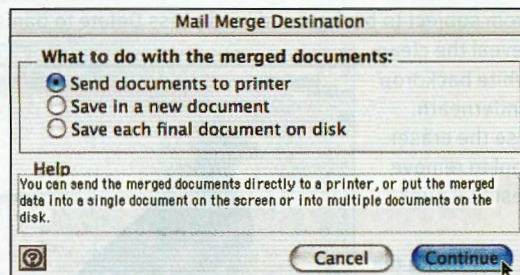 Mail Merge Destination
What to do with the merged documents:
Send documents to printer
Save in a new document
Save each final document on disk
Help
You can send the merged documents directly to a printer, or put the merged
data into a single document on the screen or into multiple documents on the
disk.
Cancel
Continue